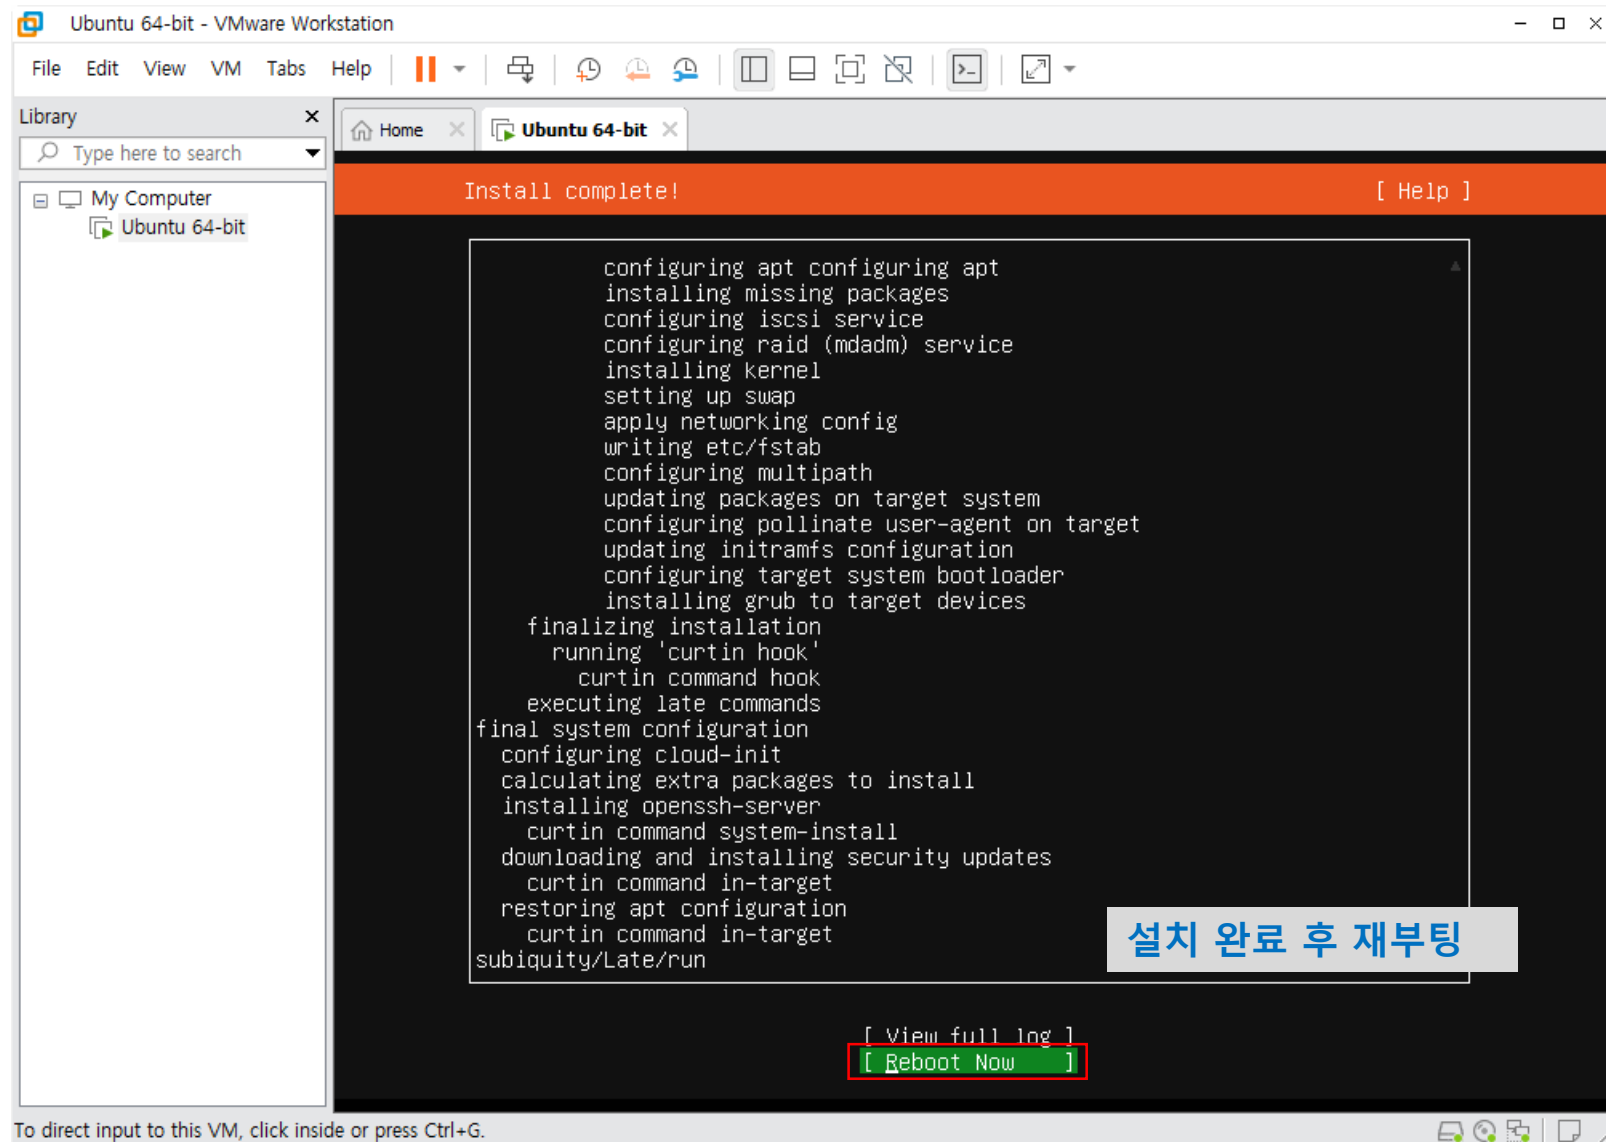 Ubuntu 64-bit - VMware Workstation
File Edit View VM Tabs Help
Library
Home
Ubuntu 64-bit
Type here to search
My Computer
Ubuntu 64-bit
Install complete! [ Help ]
configuring apt configuring apt
installing missing packages
configuring iscsi service
configuring raid (mdadm) service
installing kernel
setting up swap
apply networking config
writing etc/fstab
configuring multipath
updating packages on target system
configuring pollinate user-agent on target
updating initramfs configuration
configuring target system bootloader
installing grub to target devices
finalizing installation
running 'curtin hook'
curtin command hook
executing late commands
final system configuration
configuring cloud-init
calculating extra packages to install
installing openssh-server
curtin command system-install
downloading and installing security updates
curtin command in-target
restoring apt configuration
curtin command in-target
subiquity/Late/run
설치 완료 후 재부팅
[ View full log ]
[ Reboot Now ]
To direct input to this VM, click inside or press Ctrl+G.